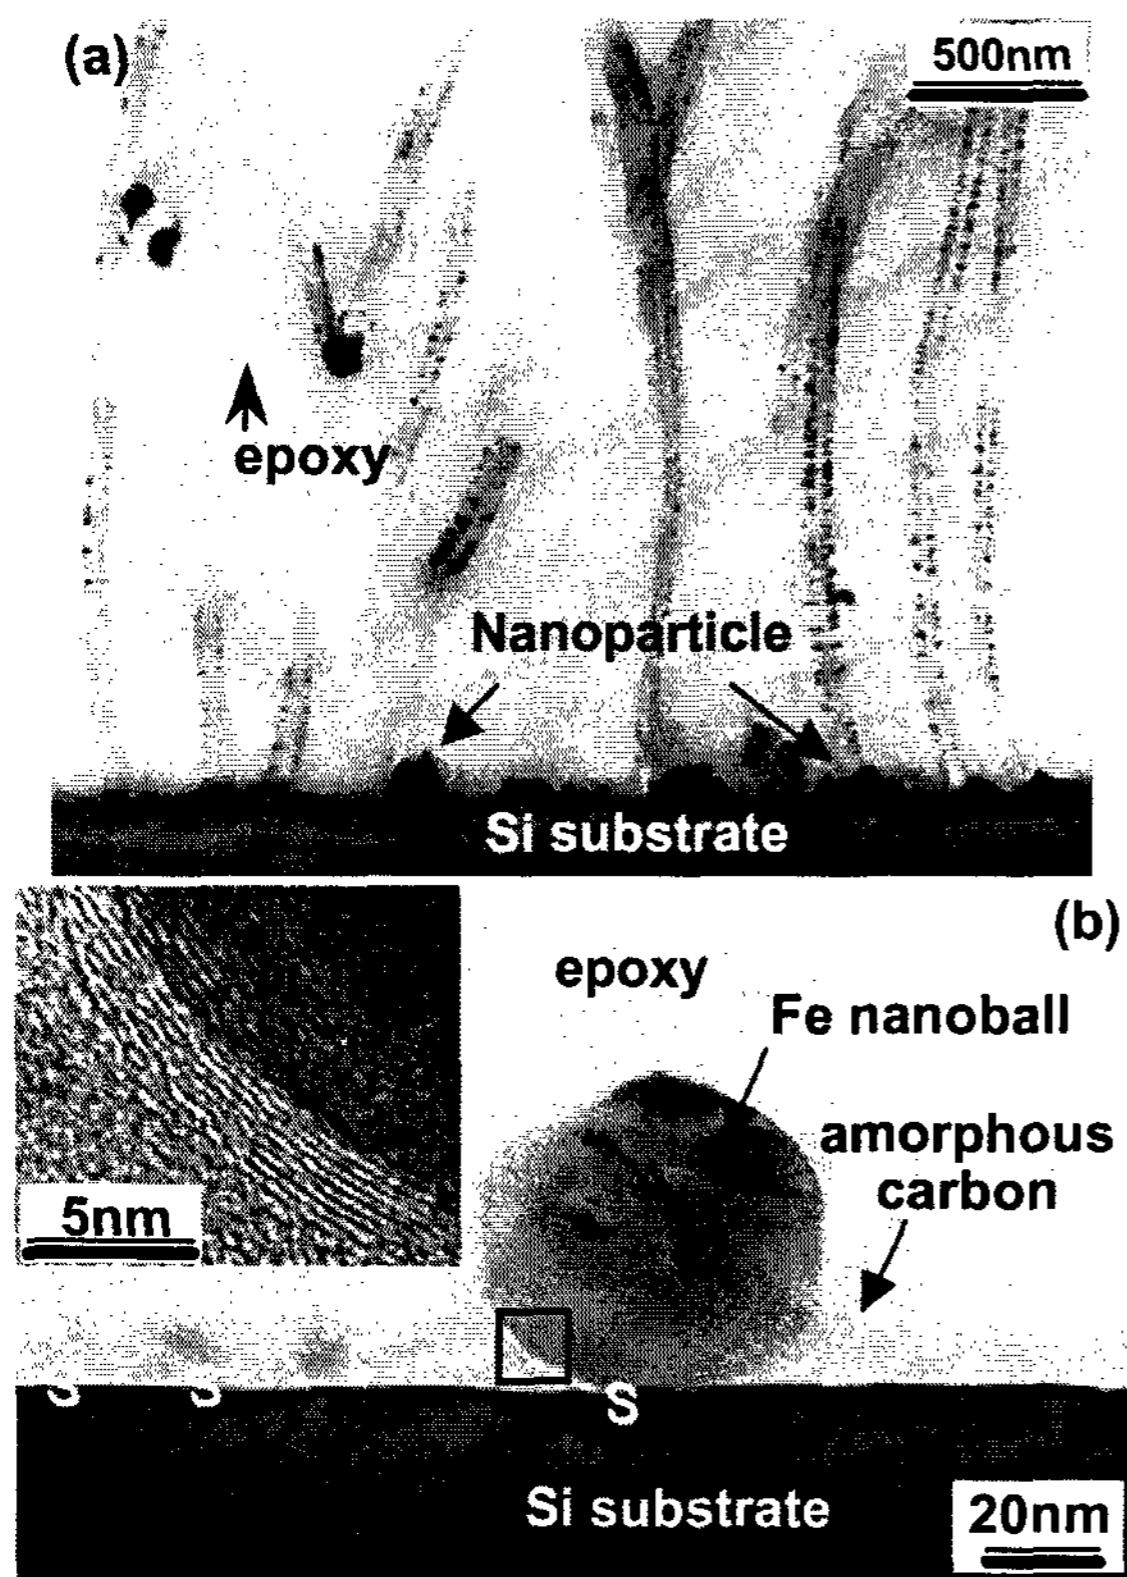 (a)
500nm
epoxy
Nanoparticle
Si substrate
(b)
epoxy
Fe nanoball
amorphous
carbon
5nm
S S S
Si substrate
20nm